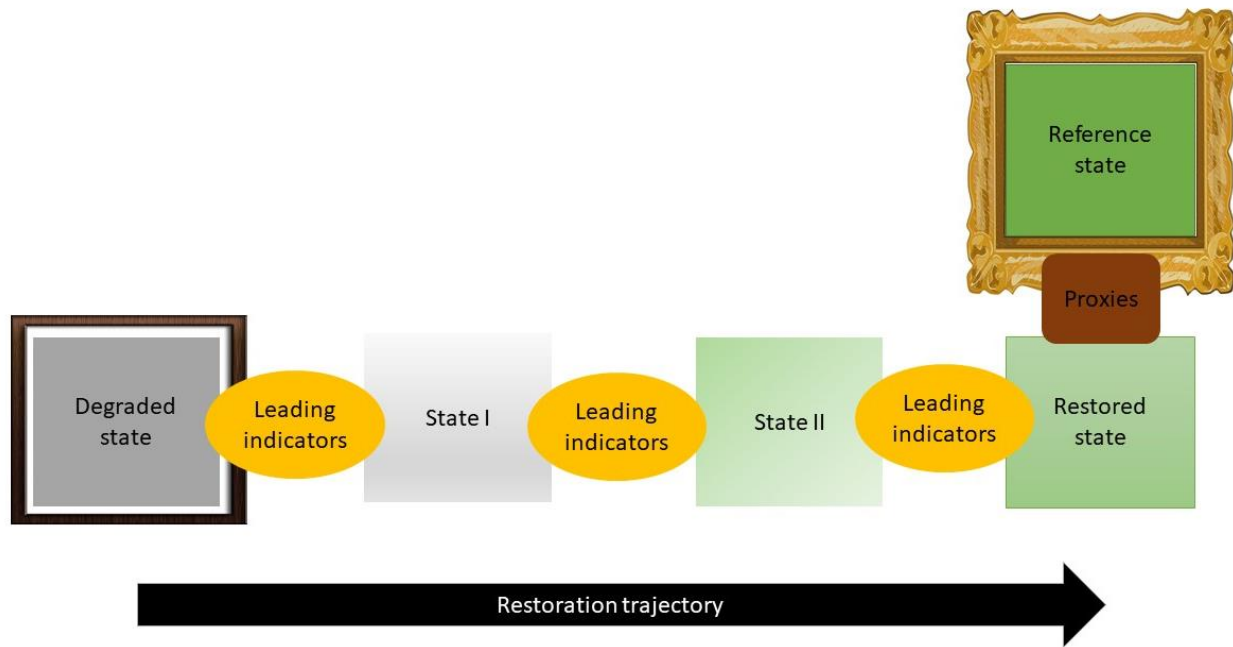 Reference
state
Proxies
Degraded
state
Leading
indicators
State I
Leading
indicators
State II
Leading
indicators
Restored
state
Restoration trajectory